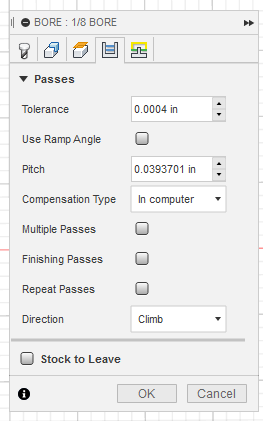 BORE : 1/8 BORE
Passes
Tolerance 0.0004 in
Use Ramp Angle
Pitch 0.0393701 in
Compensation Type In computer
Multiple Passes
Finishing Passes
Repeat Passes
Direction Climb
Stock to Leave
OK Cancel